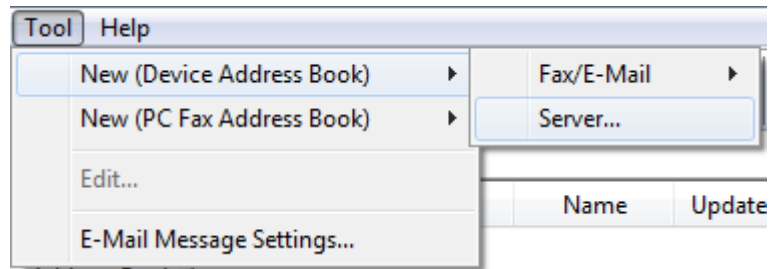 Tool Help
New (Device Address Book)
Fax/E-Mail
New (PC Fax Address Book)
Server...
Edit...
Name Update
E-Mail Message Settings...